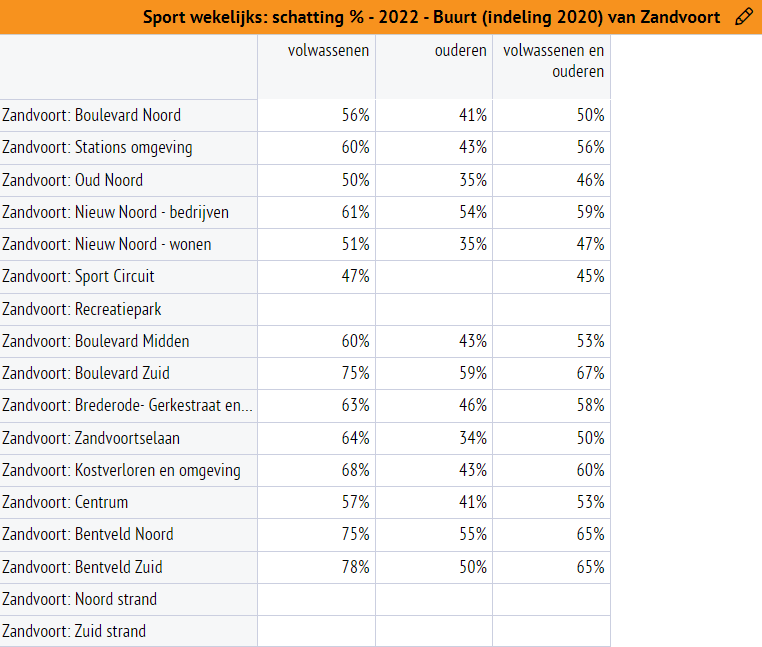 Sport wekelijks: schatting % - 2022 - Buurt (indeling 2020) van Zandvoort
volwassenen ouderen volwassenen en
ouderen
Zandvoort: Boulevard Noord 56% 41% 50%
Zandvoort: Stations omgeving 60% 43% 56%
Zandvoort: Oud Noord 50% 35% 46%
Zandvoort: Nieuw Noord - bedrijven 61% 54% 59%
Zandvoort: Nieuw Noord - wonen 51% 35% 47%
Zandvoort: Sport Circuit 47% 45%
Zandvoort: Recreatiepark
Zandvoort: Boulevard Midden 60% 43% 53%
Zandvoort: Boulevard Zuid 75% 59% 67%
Zandvoort: Brederode- Gerkestraat en... 63% 46% 58%
Zandvoort: Zandvoortselaan 64% 34% 50%
Zandvoort: Kostverloren en omgeving 68% 43% 60%
Zandvoort: Centrum 57% 41% 53%
Zandvoort: Bentveld Noord 75% 55% 65%
Zandvoort: Bentveld Zuid 78% 50% 65%
Zandvoort: Noord strand
Zandvoort: Zuid strand